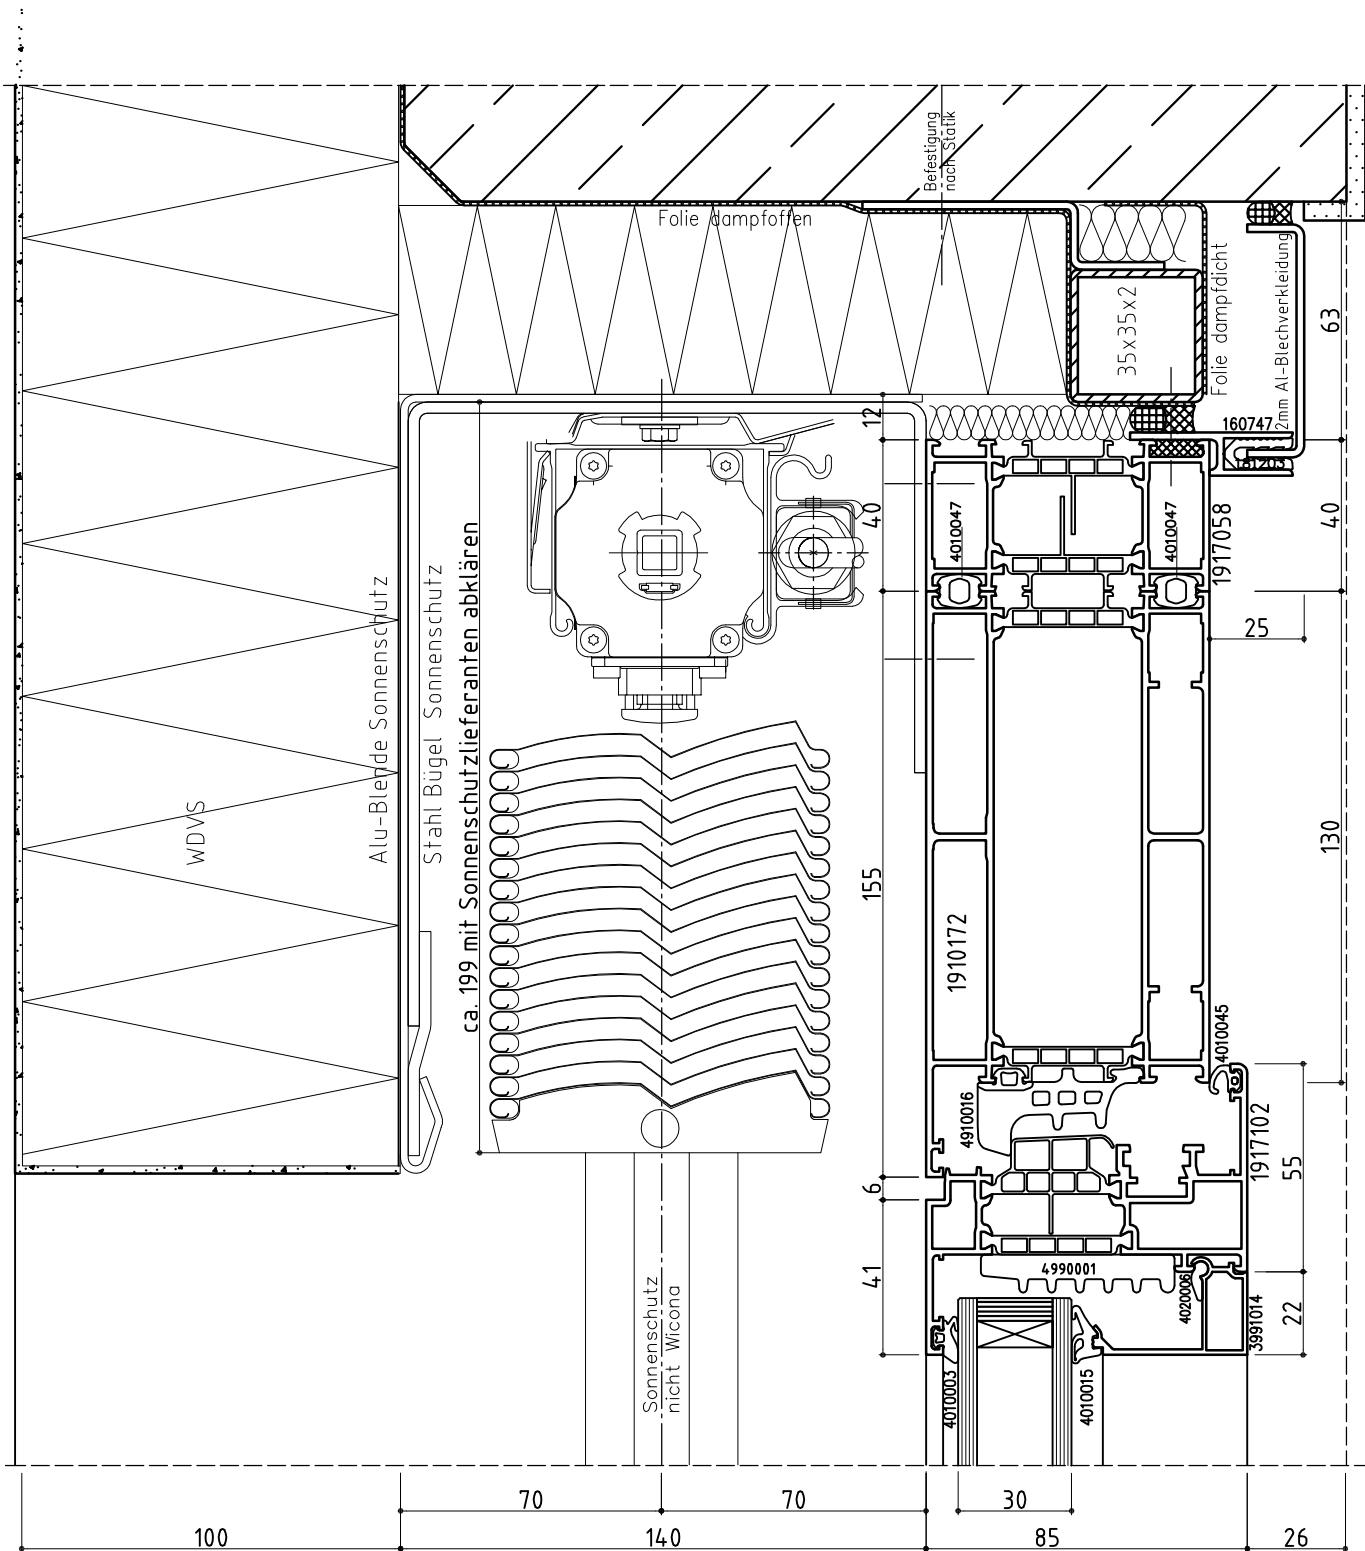 Befestigung
nach Statik
Folie dampfoffen
35x35x2
Folie dampfdicht
2mm Al-Blechverkleidung
63
12
160747
181203
40
4010047
4010047
1917058
40
25
WDVS
Alu-Blende Sonnenschutz
Stahl Bügel Sonnenschutz
ca. 199 mit Sonnenschutzlieferanten abklären
155
130
1910172
4010045
4910016
1917102
6
55
41
4990001
4020006
3991014
22
Sonnenschutz
nicht Wicona
4010003
4010015
70
70
30
100
140
85
26